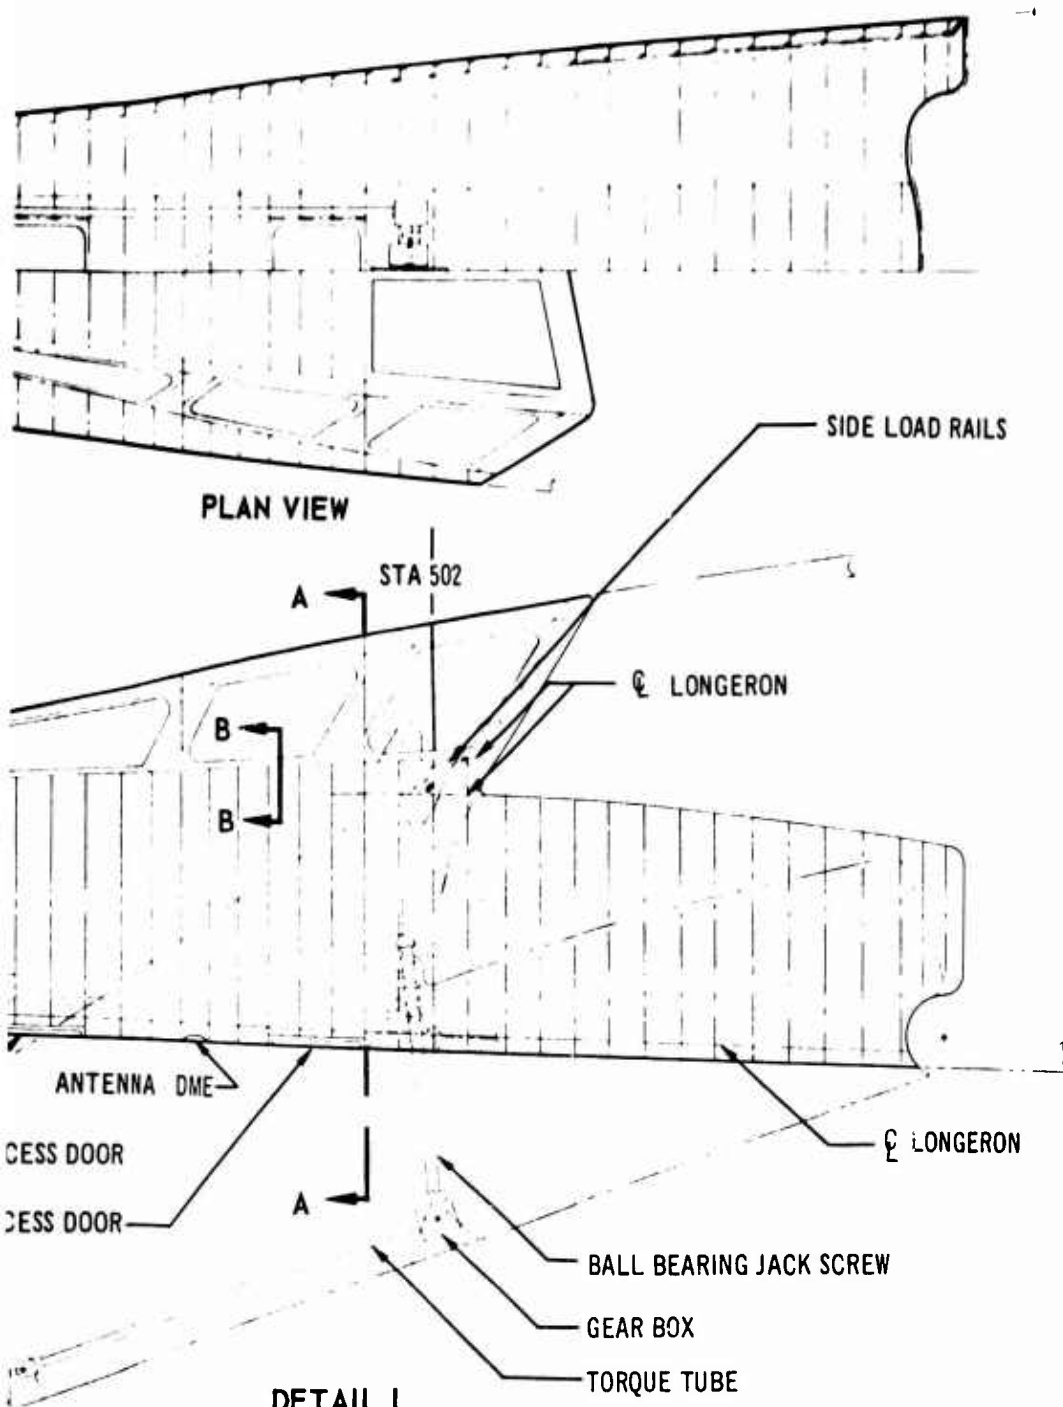 SIDE LOAD RAILS
PLAN VIEW
STA 502
A
℄ LONGERON
B
B
ANTENNA DME
CESS DOOR
℄ LONGERON
A
CESS DOOR
BALL BEARING JACK SCREW
GEAR BOX
TORQUE TUBE
DETAIL